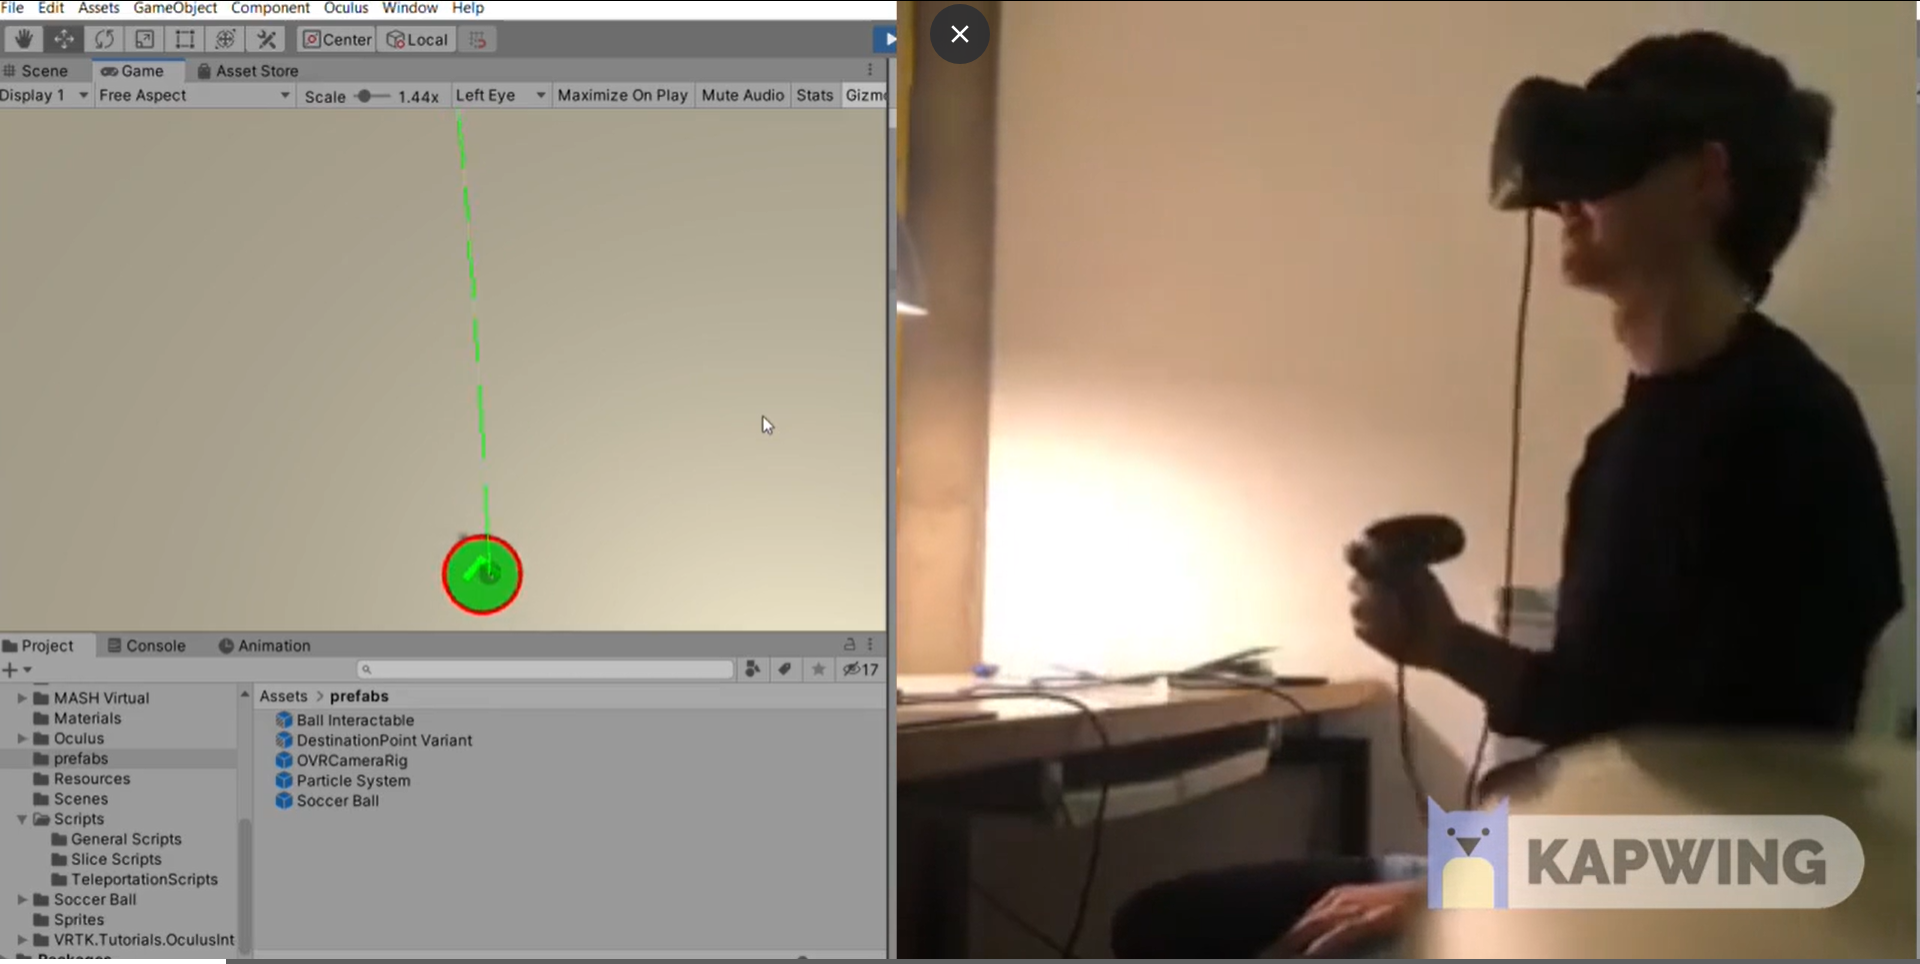 File Edit Assets GameObject Component Oculus Window Help
Center Local
Scene Game Asset Store
Display 1 Free Aspect Scale 1.44x Left Eye Maximize On Play Mute Audio Stats Gizm
Project Console Animation
17
MASH Virtual
Materials
Oculus
prefabs
Resources
Scenes
Scripts
General Scripts
Slice Scripts
TeleportationScripts
Soccer Ball
Sprites
VRTK.Tutorials.OculusInt
Assets > prefabs
Ball Interactable
DestinationPoint Variant
OVRCameraRig
Particle System
Soccer Ball
KAPWING